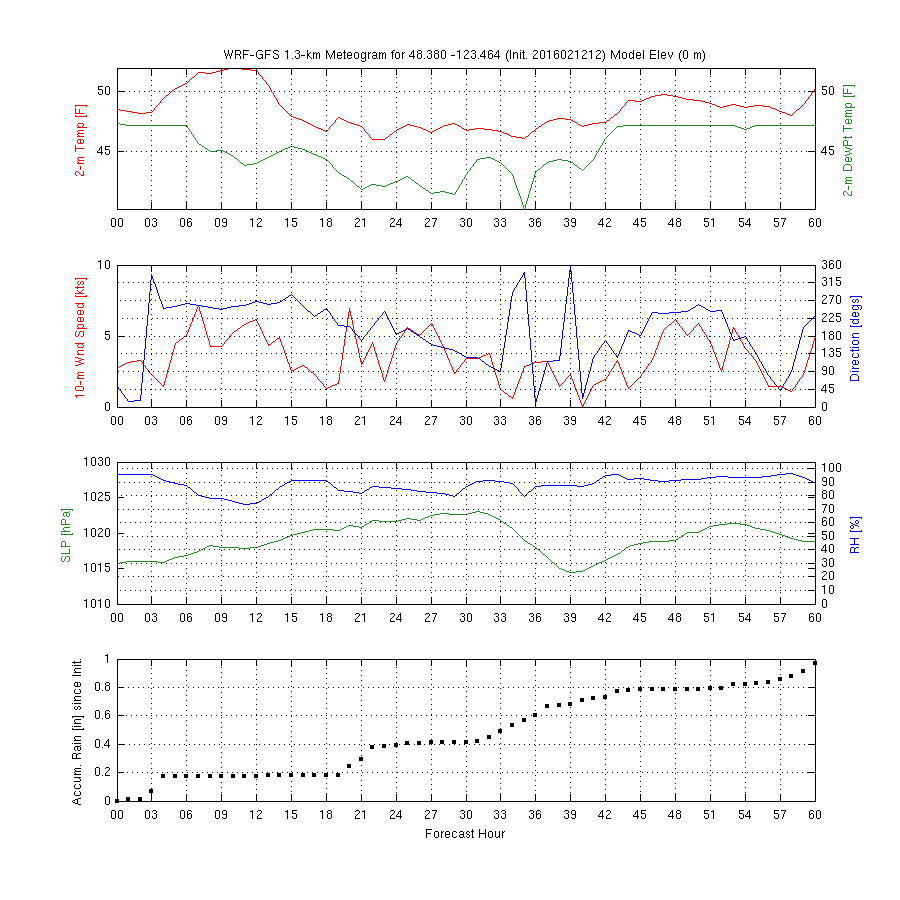 WRF-GFS 1.3-km Meteogram for 48.380 -123.464 (Init. 2016021212) Model Elev (0 m)
2-m Temp [F]
50
45
50
45
2-m DewPt Temp [F]
00 03 06 09 12 15 18 21 24 27 30 33 36 39 42 45 48 51 54 57 60
10-m Wnd Speed [kts]
10
5
0
360
315
270
225
180
135
90
45
0
Direction [degs]
00 03 06 09 12 15 18 21 24 27 30 33 36 39 42 45 48 51 54 57 60
SLP [hPa]
1030
1025
1020
1015
1010
100
90
80
70
60
50
40
30
20
10
0
RH [%]
00 03 06 09 12 15 18 21 24 27 30 33 36 39 42 45 48 51 54 57 60
Accum. Rain [in] since Init.
1
0.8
0.6
0.4
0.2
0
00 03 06 09 12 15 18 21 24 27 30 33 36 39 42 45 48 51 54 57 60
Forecast Hour